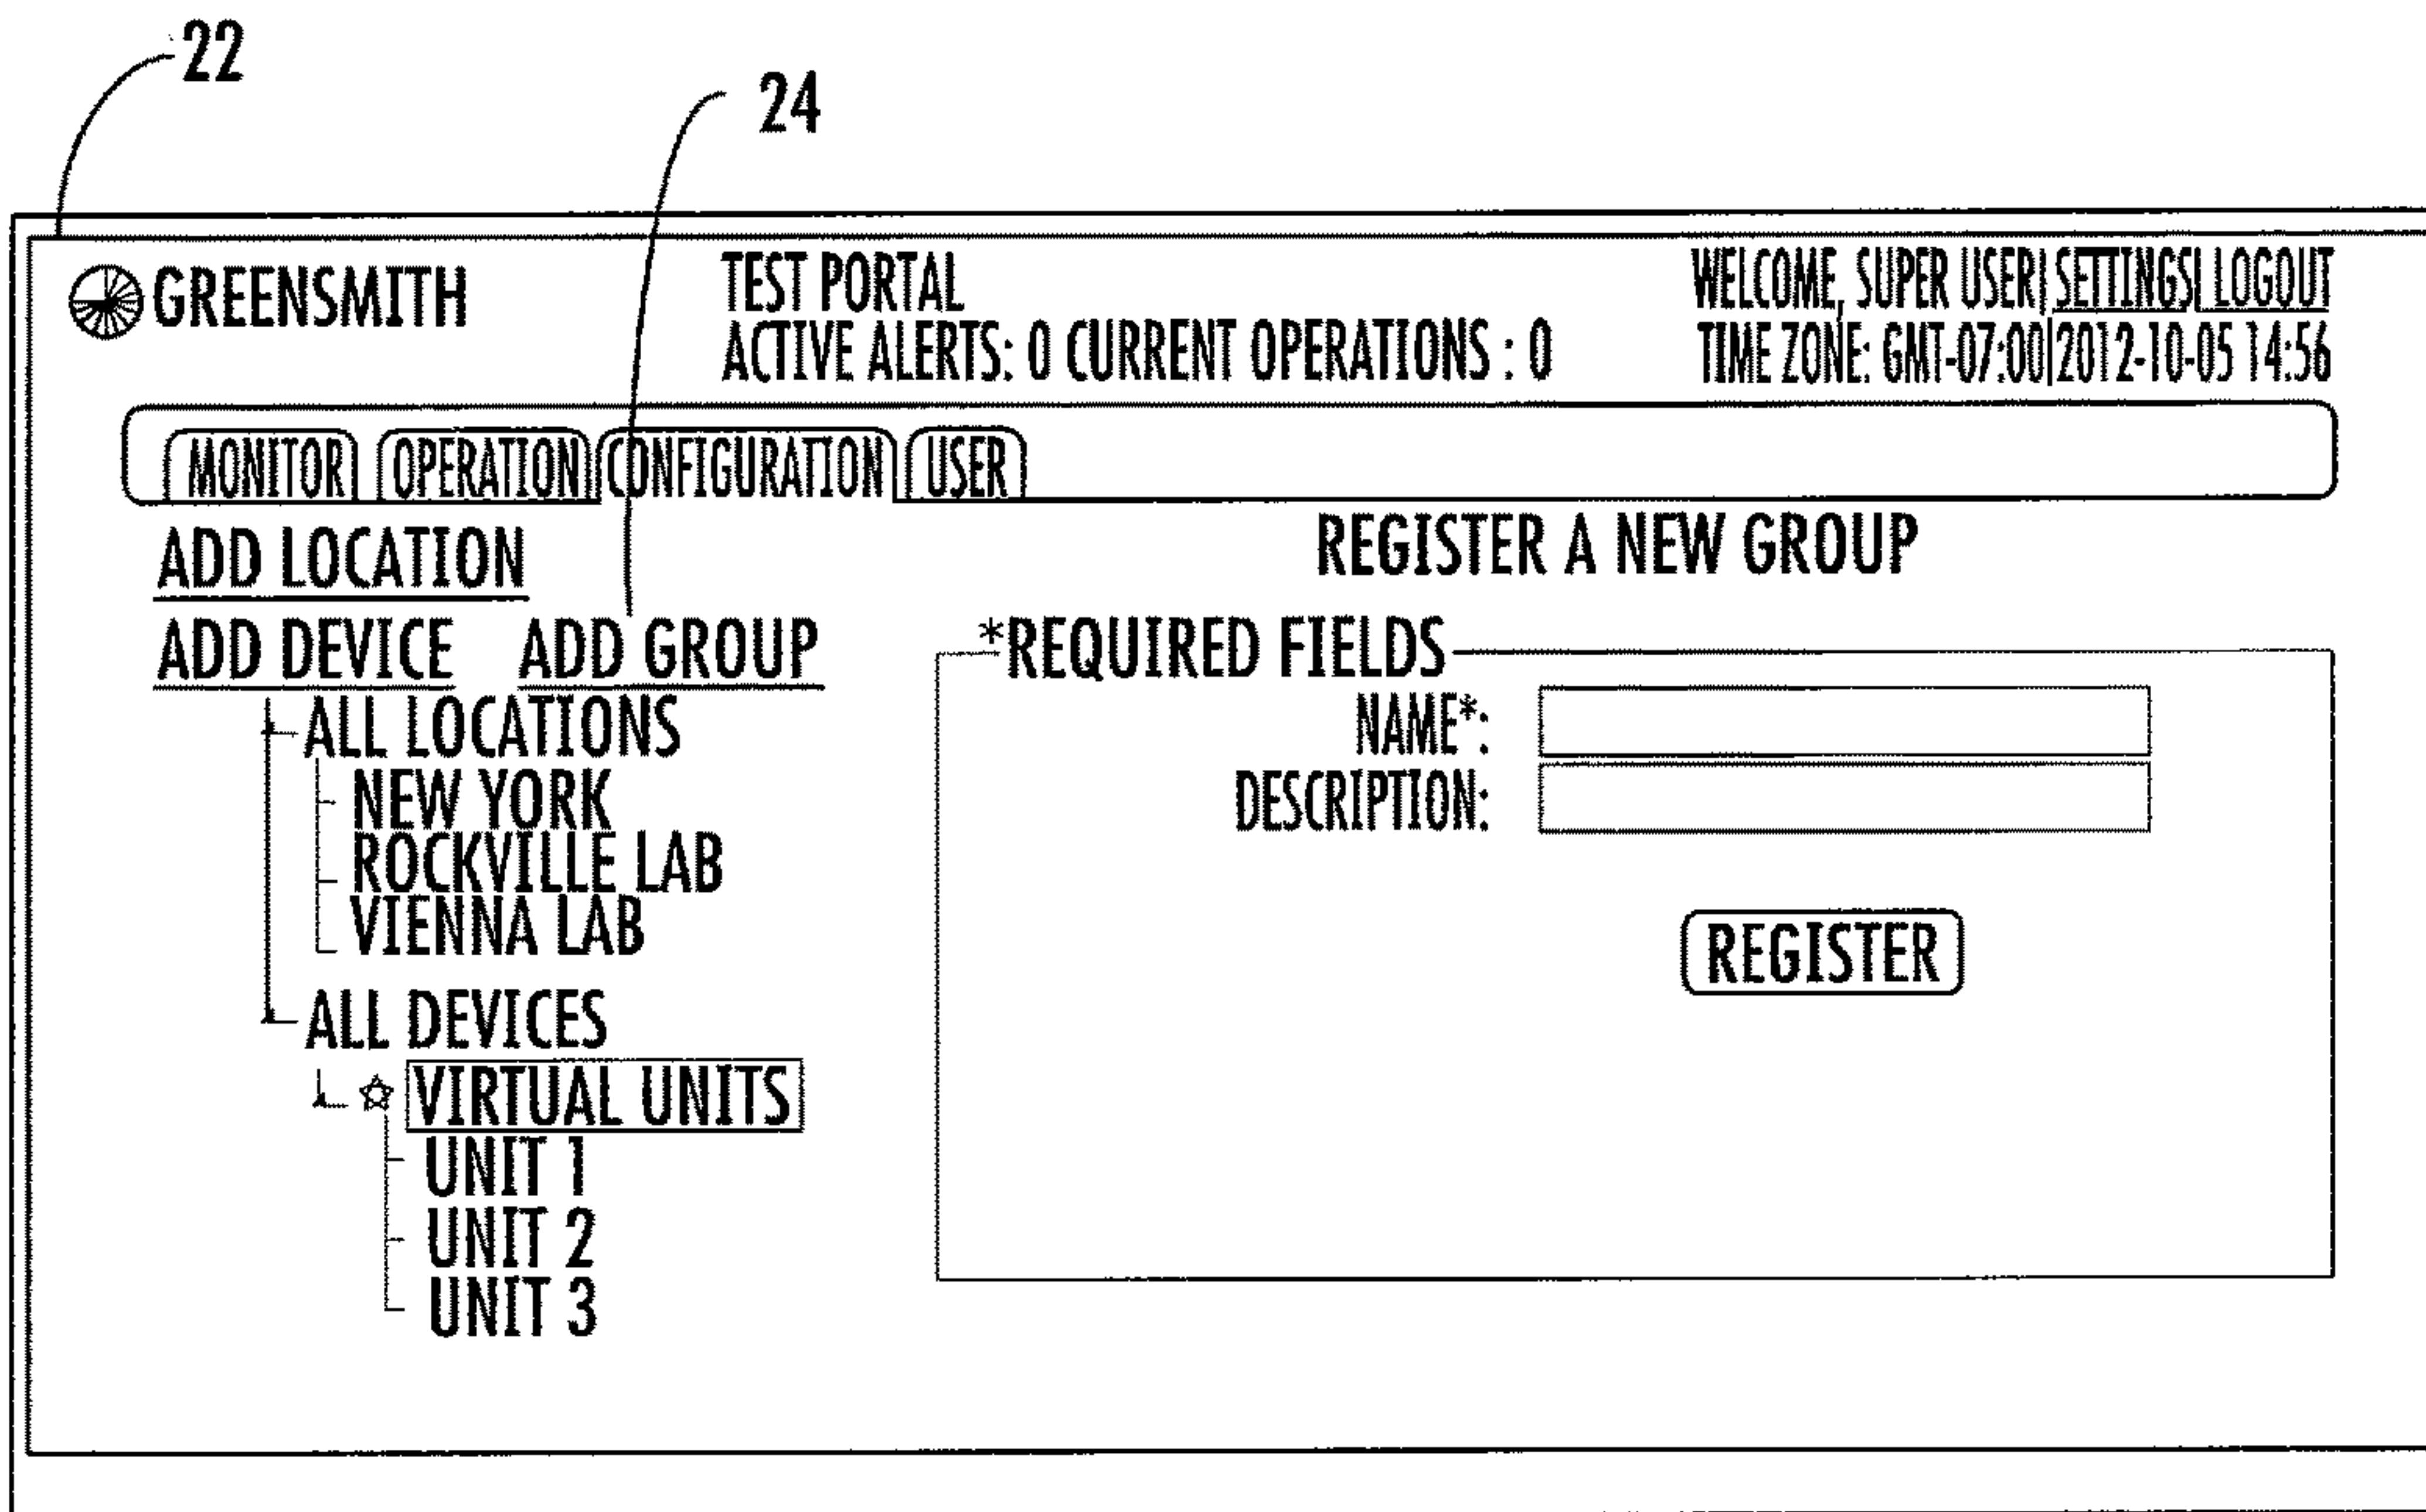 22
24
GREENSMITH
TEST PORTAL
WELCOME, SUPER USER| SETTINGS| LOGOUT
ACTIVE ALERTS: 0 CURRENT OPERATIONS : 0
TIME ZONE: GMT-07:00|2012-10-05 14:56
MONITOR OPERATION CONFIGURATION USER
ADD LOCATION
REGISTER A NEW GROUP
ADD DEVICE ADD GROUP
*REQUIRED FIELDS
ALL LOCATIONS
NAME*:
NEW YORK
DESCRIPTION:
ROCKVILLE LAB
VIENNA LAB
REGISTER
ALL DEVICES
VIRTUAL UNITS
UNIT 1
UNIT 2
UNIT 3